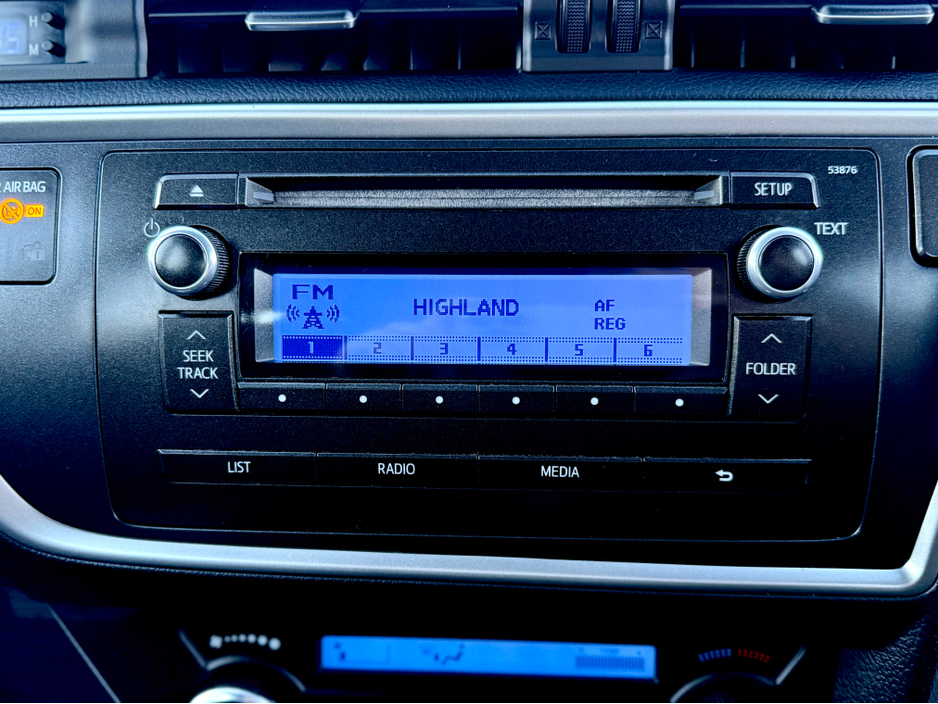 H
M
AIR BAG
ON
53876
SETUP
TEXT
FM
HIGHLAND
AF
REG
1 2 3 4 5 6
SEEK
TRACK
FOLDER
LIST RADIO MEDIA